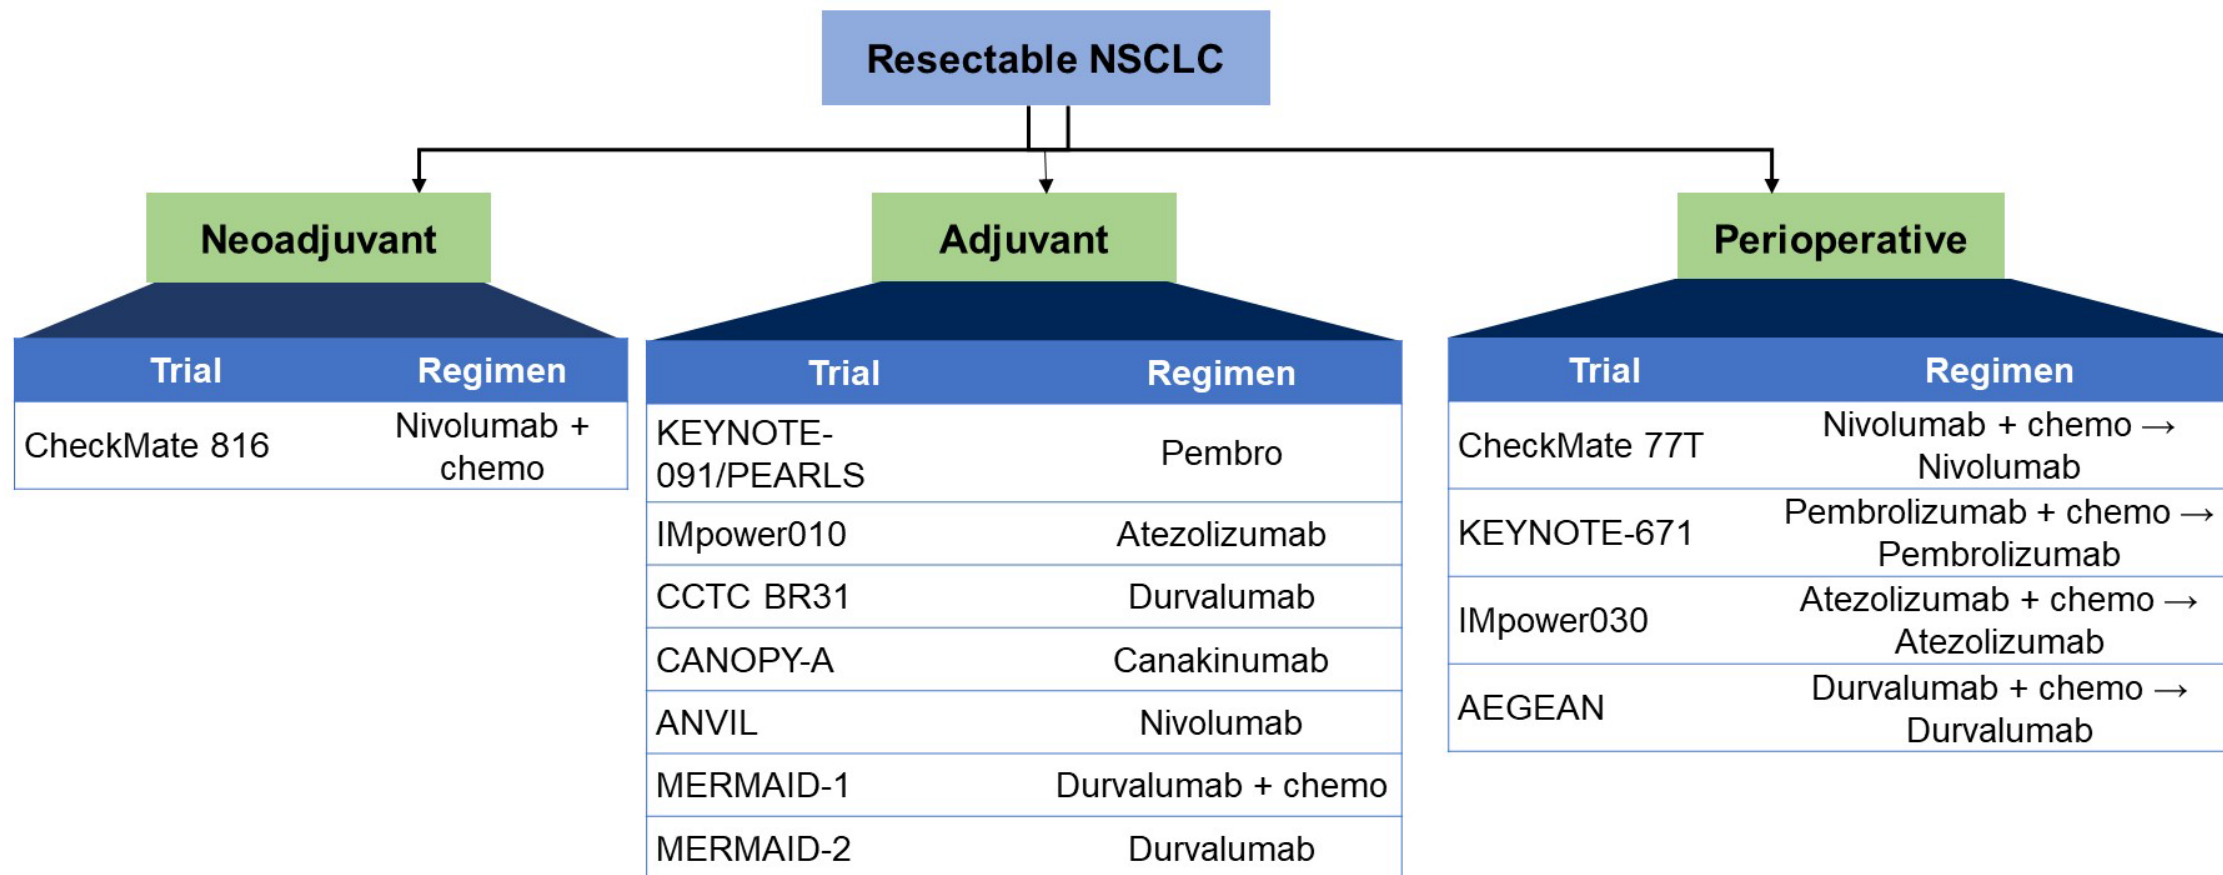 Resectable NSCLC
Neoadjuvant
Adjuvant
Perioperative
Trial Regimen
CheckMate 816
Nivolumab +
chemo
Trial Regimen
KEYNOTE-
091/PEARLS
Pembro
IMpower010 Atezolizumab
CCTC BR31 Durvalumab
CANOPY-A Canakinumab
ANVIL Nivolumab
MERMAID-1 Durvalumab + chemo
MERMAID-2 Durvalumab
Trial Regimen
CheckMate 77T
Nivolumab + chemo →
Nivolumab
KEYNOTE-671
Pembrolizumab + chemo →
Pembrolizumab
IMpower030
Atezolizumab + chemo →
Atezolizumab
AEGEAN
Durvalumab + chemo →
Durvalumab